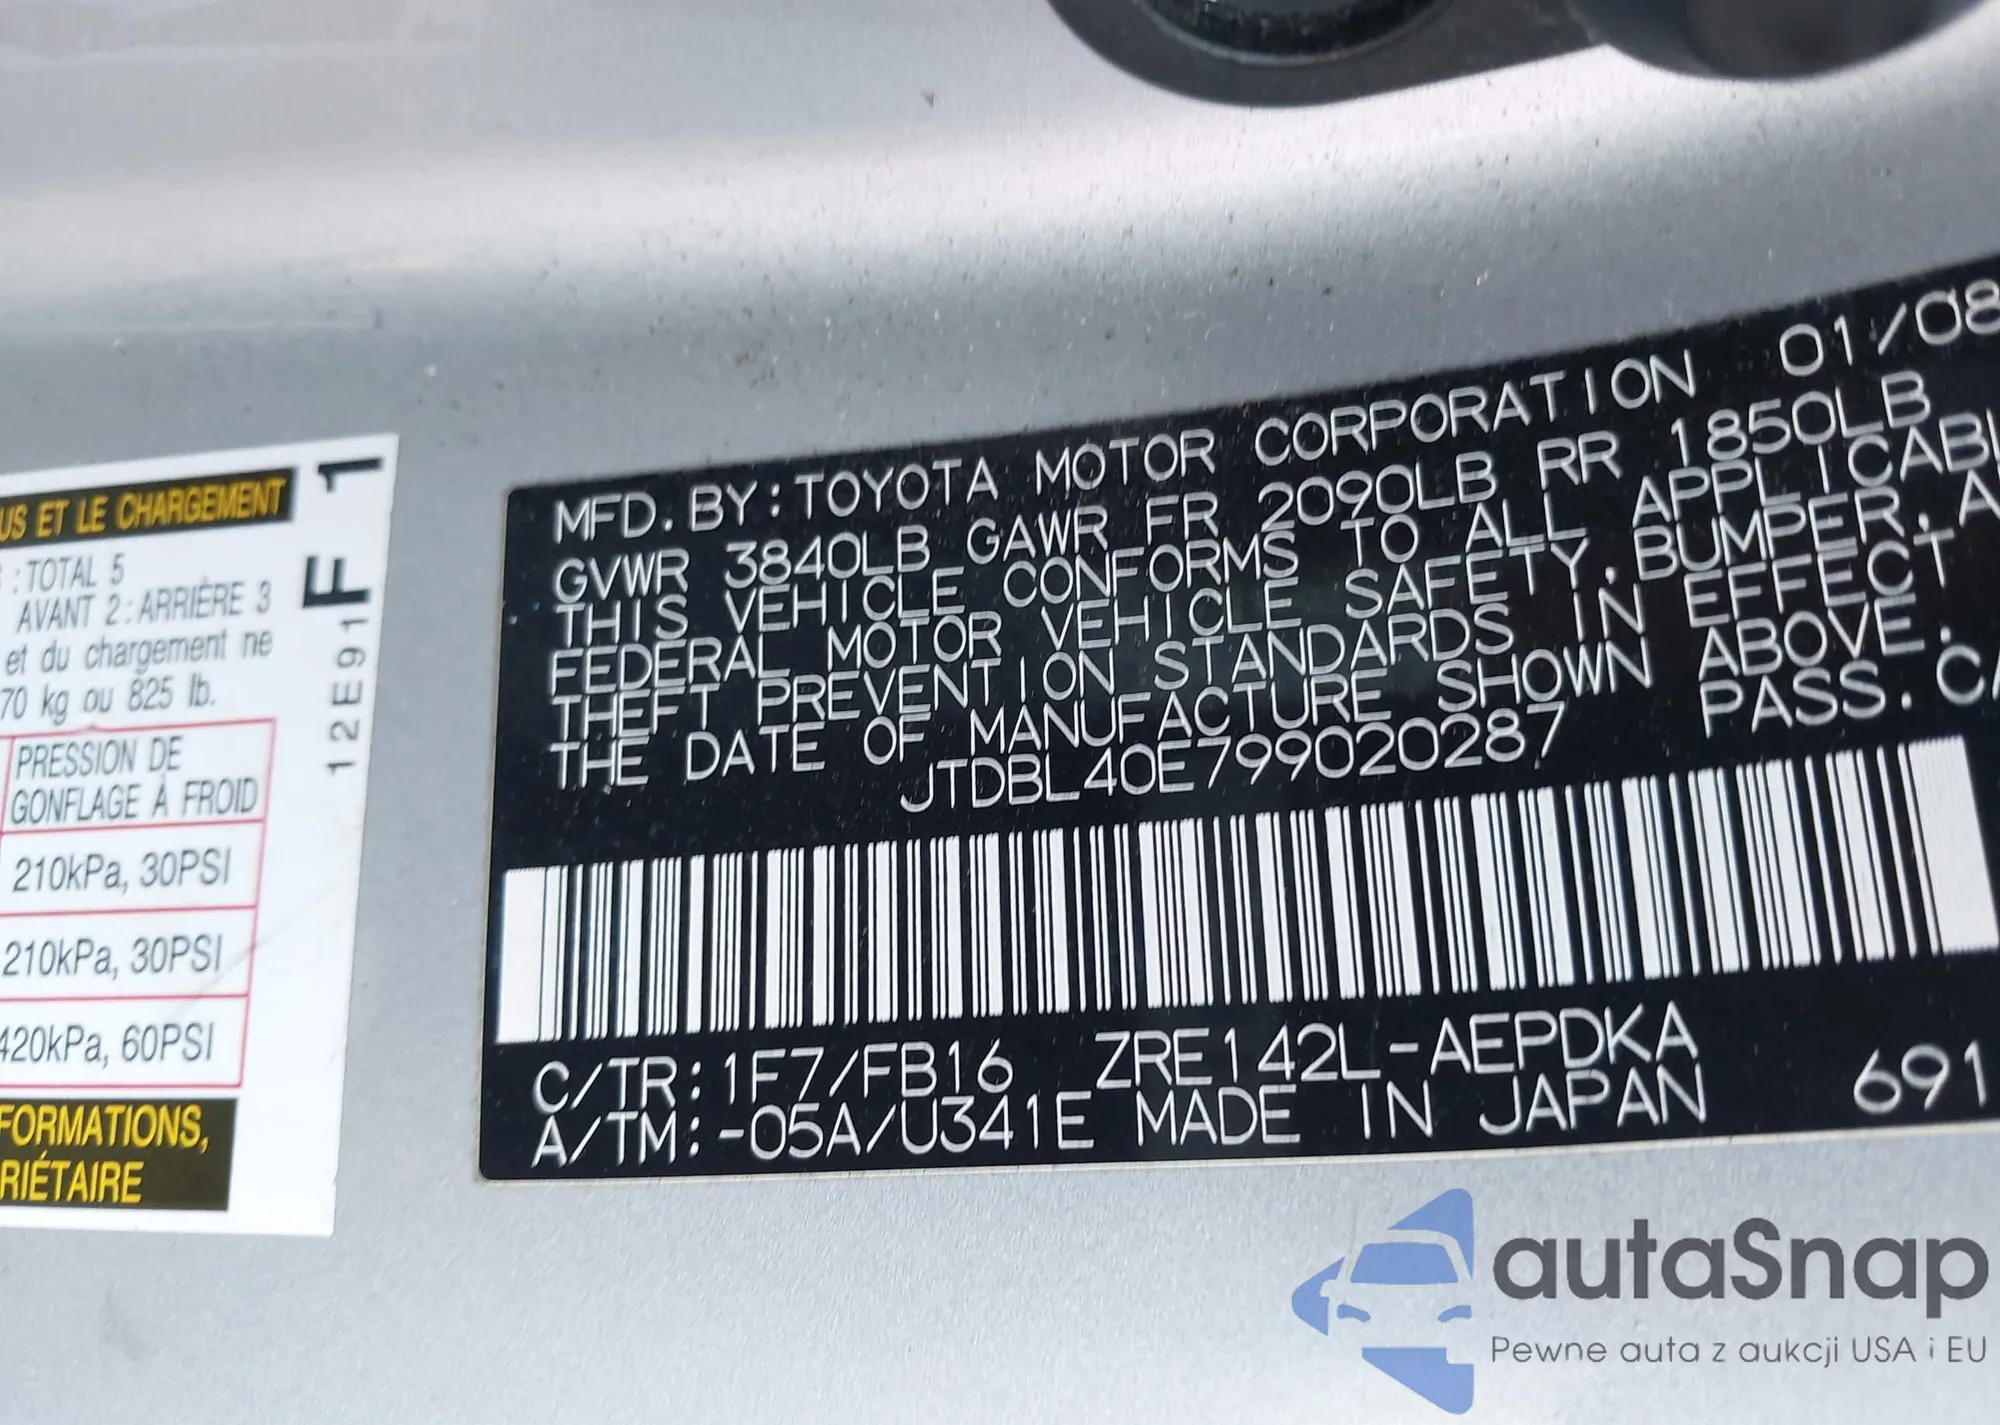 US ET LE CHARGEMENT
: TOTAL 5
AVANT 2 : ARRIÈRE 3
et du chargement ne
70 kg ou 825 lb.
PRESSION DE
GONFLAGE À FROID
210kPa, 30PSI
210kPa, 30PSI
420kPa, 60PSI
FORMATIONS,
RIÉTAIRE
12E91F F 1
MFD. BY: TOYOTA MOTOR CORPORATION 01/08
GVWR 3840LB GAWR FR 2090LB RR 1850LB
THIS VEHICLE CONFORMS TO ALL APPLICABL
FEDERAL MOTOR VEHICLE SAFETY, BUMPER, A
THEFT PREVENTION STANDARDS IN EFFECT
THE DATE OF MANUFACTURE SHOWN ABOVE.
JTDBL40E799020287 PASS. CA
C/TR: 1F7/FB16 ZRE142L-AEPDKA
A/TM: -05A/U341E MADE IN JAPAN 691
autaSnap
Pewne auta z aukcji USA i EU